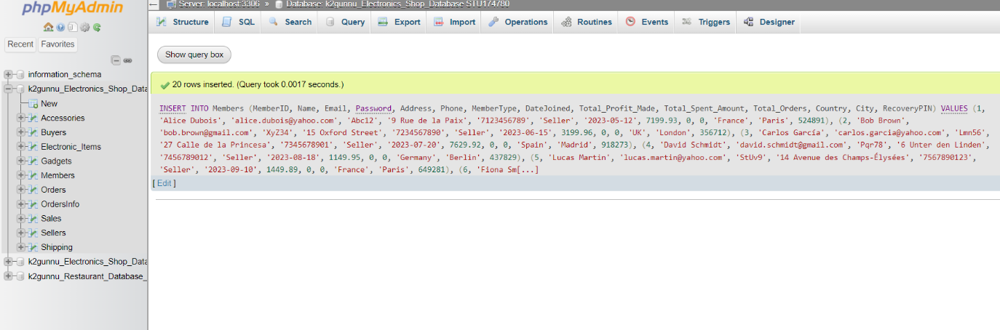 phpMyAdmin
Recent Favorites
information_schema
k2gunnu_Electronics_Shop_Data
New
Accessories
Buyers
Electronic_Items
Gadgets
Members
Orders
OrdersInfo
Sales
Sellers
Shipping
k2gunnu_Electronics_Shop_Data
k2gunnu_Restaurant_Database_
Server: localhost:3306 » Database: k2gunnu_Electronics_Shop_Database STU174780
Structure SQL Search Query Export Import Operations Routines Events Triggers Designer
Show query box
20 rows inserted. (Query took 0.0017 seconds.)
INSERT INTO Members (MemberID, Name, Email, Password, Address, Phone, MemberType, DateJoined, Total_Profit_Made, Total_Spent_Amount, Total_Orders, Country, City, RecoveryPIN) VALUES (1,
'Alice Dubois', 'alice.dubois@yahoo.com', 'Abc12', '9 Rue de la Paix', '7123456789', 'Seller', '2023-05-12', 7199.93, 0, 0, 'France', 'Paris', 524891), (2, 'Bob Brown',
'bob.brown@gmail.com', 'XyZ34', '15 Oxford Street', '7234567890', 'Seller', '2023-06-15', 3199.96, 0, 0, 'UK', 'London', 356712), (3, 'Carlos García', 'carlos.garcia@yahoo.com', 'Lmn56',
'27 Calle de la Princesa', '7345678901', 'Seller', '2023-07-20', 7629.92, 0, 0, 'Spain', 'Madrid', 918273), (4, 'David Schmidt', 'david.schmidt@gmail.com', 'Pqr78', '6 Unter den Linden',
'7456789012', 'Seller', '2023-08-18', 1149.95, 0, 0, 'Germany', 'Berlin', 437829), (5, 'Lucas Martin', 'lucas.martin@yahoo.com', 'StUv9', '14 Avenue des Champs-Élysées', '7567890123',
'Seller', '2023-09-10', 1449.89, 0, 0, 'France', 'Paris', 649281), (6, 'Fiona Sm[...]
[ Edit ]